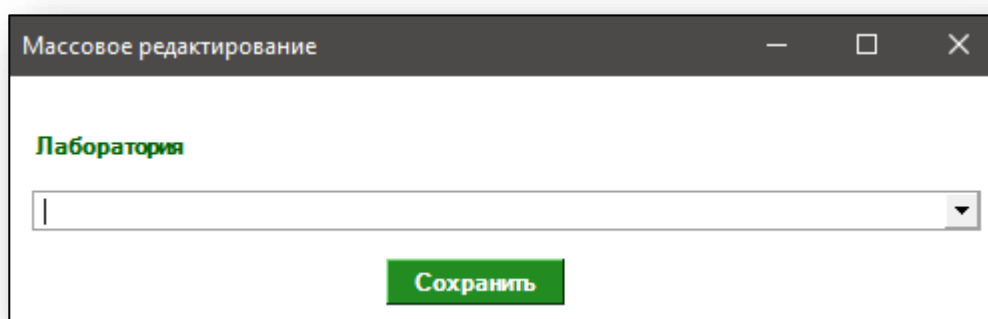 Массовое редактирование
Лаборатория
Сохранить